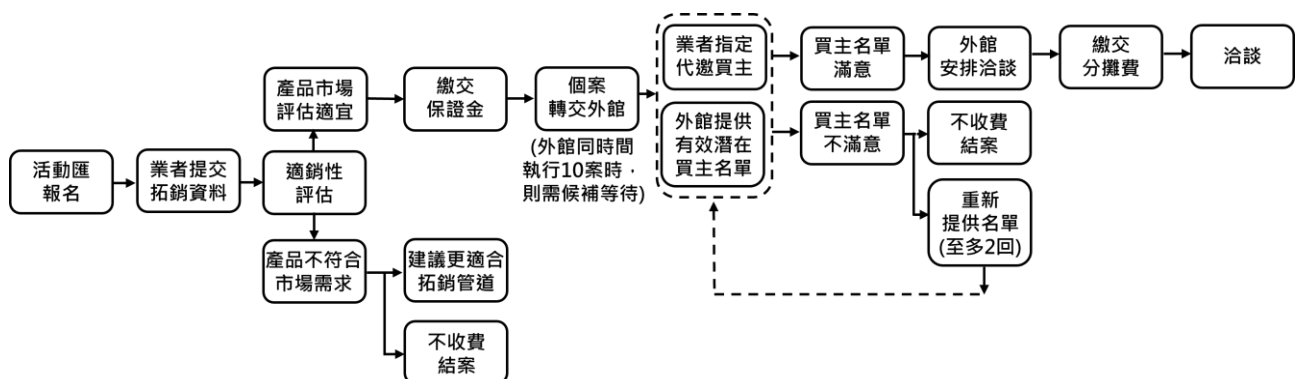 活動匯
報名
業者提交
拓銷資料
適銷性
評估
產品市場
評估適宜
繳交
保證金
個案
轉交外館
(外館同時間
執行10案時，
則需候補等待)
業者指定
代邀買主
外館提供
有效潛在
買主名單
買主名單
滿意
外館
安排洽談
繳交
分攤費
洽談
買主名單
不滿意
不收費
結案
重新
提供名單
(至多2回)
產品不符合
市場需求
建議更適合
拓銷管道
不收費
結案